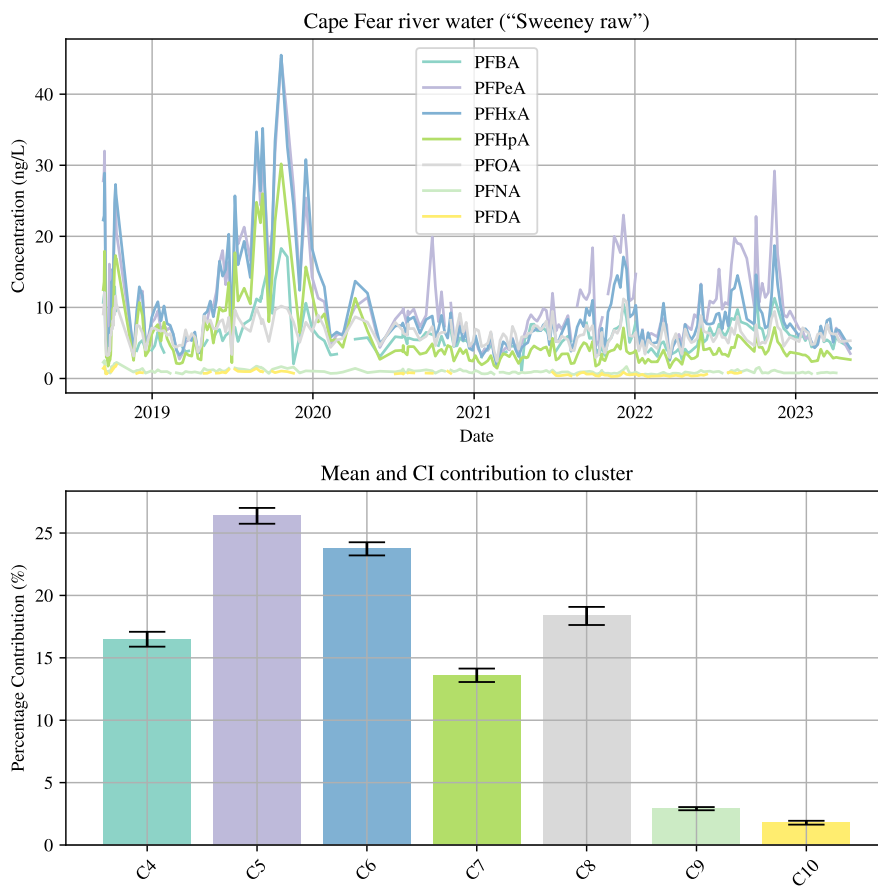 Cape Fear river water (“Sweeney raw”)
PFBA
PFPeA
PFHxA
PFHpA
PFOA
PFNA
PFDA
Concentration (ng/L)
40
30
20
10
0
2019 2020 2021 2022 2023
Date
Mean and CI contribution to cluster
Percentage Contribution (%)
25
20
15
10
5
0
C4 C5 C6 C7 C8 C9 C10